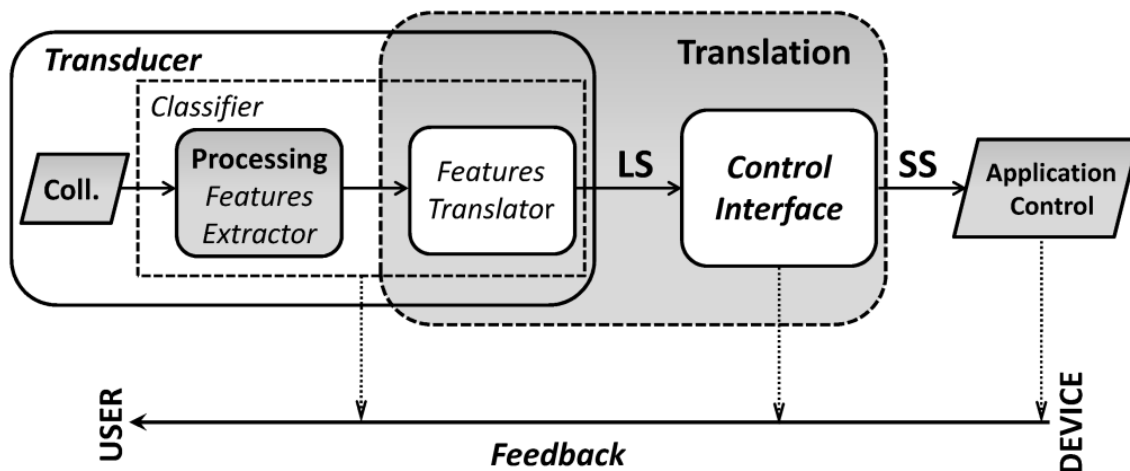 Transducer
Translation
Classifier
Coll.
Processing
Features
Extractor
Features
Translator
LS
Control
Interface
SS
Application
Control
USER
Feedback
DEVICE